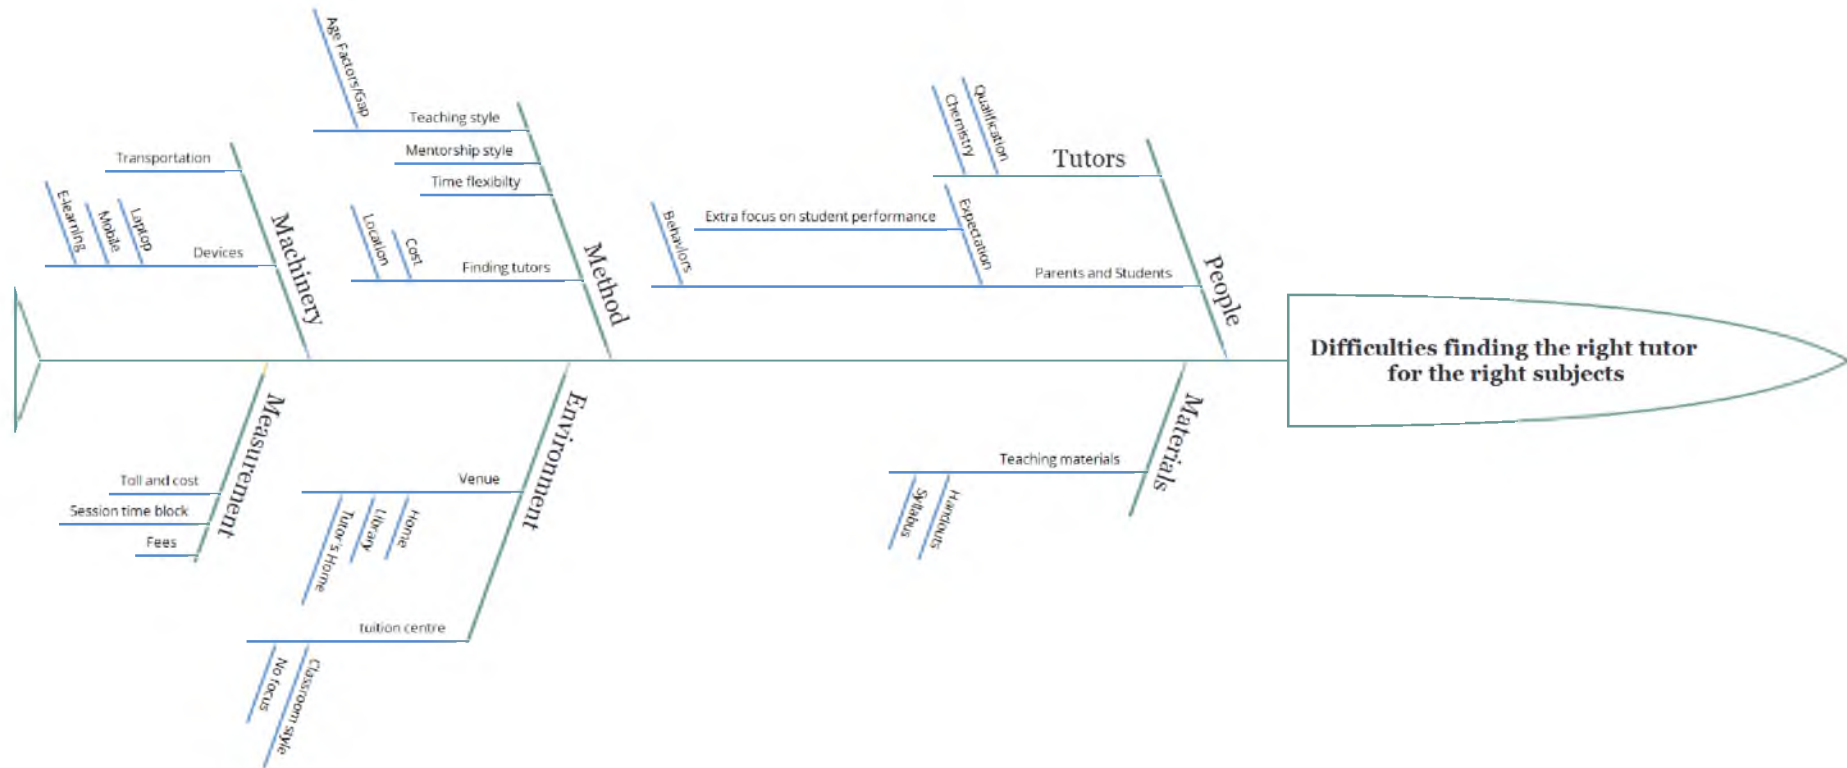 Age Factors/Gap
Teaching style
Mentorship style
Time flexibilty
Location
Cost
Finding tutors
Method
Transportation
E-learning
Mobile
Laptop
Devices
Machinery
Qualification
Chemistry
Tutors
Behaviors
Extra focus on student performance
Expectation
Parents and Students
People
Difficulties finding the right tutor
for the right subjects
Measurement
Toll and cost
Session time block
Fees
Environment
Venue
Home
Library
Tutor's Home
tuition centre
No focus
Classroom style
Materials
Teaching materials
Syllabus
Handouts